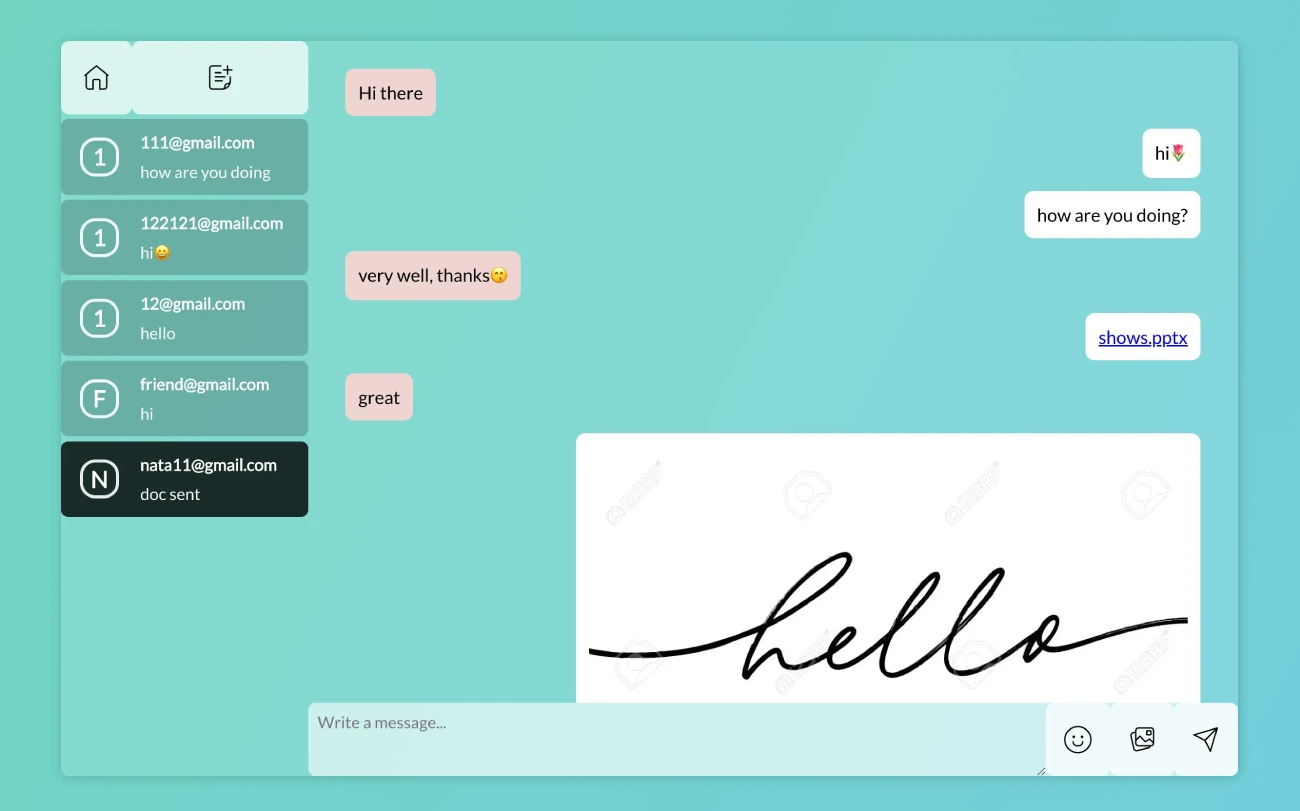 1
111@gmail.com
how are you doing
1
122121@gmail.com
hi😀
1
12@gmail.com
hello
F
friend@gmail.com
hi
N
nata11@gmail.com
doc sent
Hi there
hi🌷
how are you doing?
very well, thanks😙
shows.pptx
great
hello
Write a message...